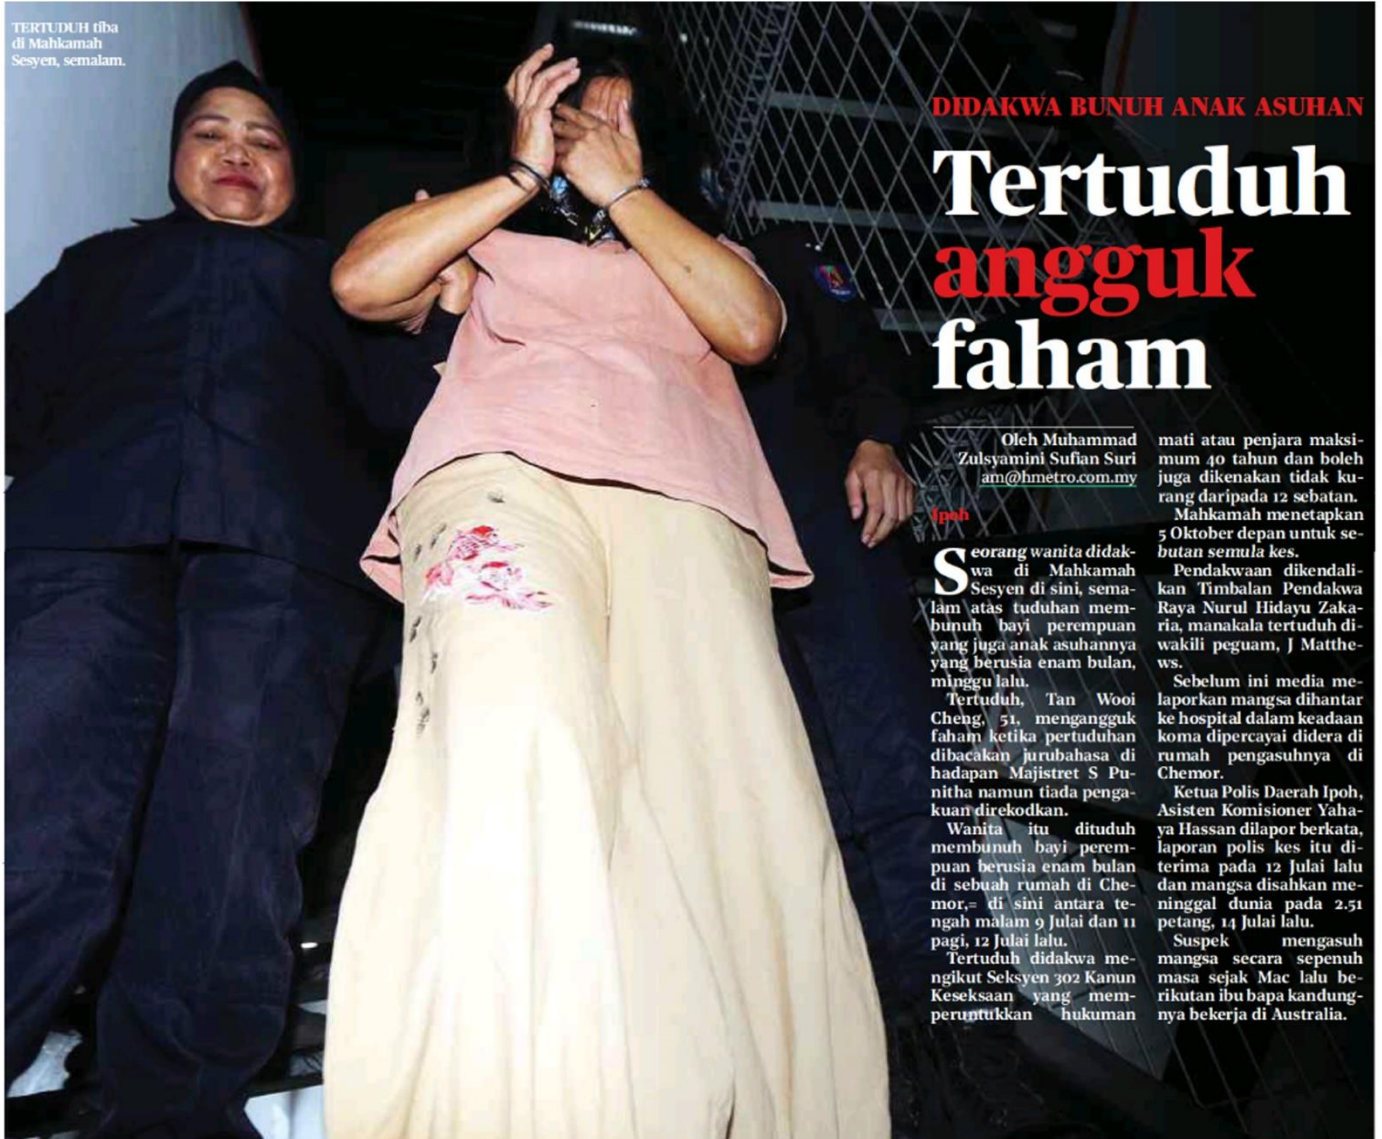 TERTUDUH tiba
di Mahkamah
Sesyen, semalam.
DIDAKWA BUNUH ANAK ASUHAN
Tertuduh
angguk
faham
Oleh Muhammad
Zulsyamini Sufian Suri
am@hmetro.com.my
Ipoh
Seorang wanita didak-
wa di Mahkamah
Sesyen di sini, sema-
lam atas tuduhan mem-
bunuh bayi perempuan
yang juga anak asuhannya
yang berusia enam bulan,
minggu lalu.
Tertuduh, Tan Wooi
Cheng, 51, mengangguk
faham ketika pertuduhan
dibacakan jurubahasa di
hadapan Majistret S Pu-
nitha namun tiada penga-
kuan direkodkan.
Wanita itu dituduh
membunuh bayi perem-
puan berusia enam bulan
di sebuah rumah di Che-
mor,= di sini antara te-
ngah malam 9 Julai dan 11
pagi, 12 Julai lalu.
Tertuduh didakwa me-
ngikut Seksyen 302 Kanun
Keseksaan yang mem-
peruntukkan hukuman
mati atau penjara maksi-
mum 40 tahun dan boleh
juga dikenakan tidak ku-
rang daripada 12 sebatan.
Mahkamah menetapkan
5 Oktober depan untuk se-
butan semula kes.
Pendakwaan dikendali-
kan Timbalan Pendakwa
Raya Nurul Hidayu Zaka-
ria, manakala tertuduh di-
wakili peguam, J Matthe-
ws.
Sebelum ini media me-
laporkan mangsa dihantar
ke hospital dalam keadaan
koma dipercayai didera di
rumah pengasuhnya di
Chemor.
Ketua Polis Daerah Ipoh,
Asisten Komisioner Yaha-
ya Hassan dilapor berkata,
laporan polis kes itu di-
terima pada 12 Julai lalu
dan mangsa disahkan me-
ninggal dunia pada 2.51
petang, 14 Julai lalu.
Suspek mengasuh
mangsa secara sepenuh
masa sejak Mac lalu be-
rikutan ibu bapa kandung-
nya bekerja di Australia.